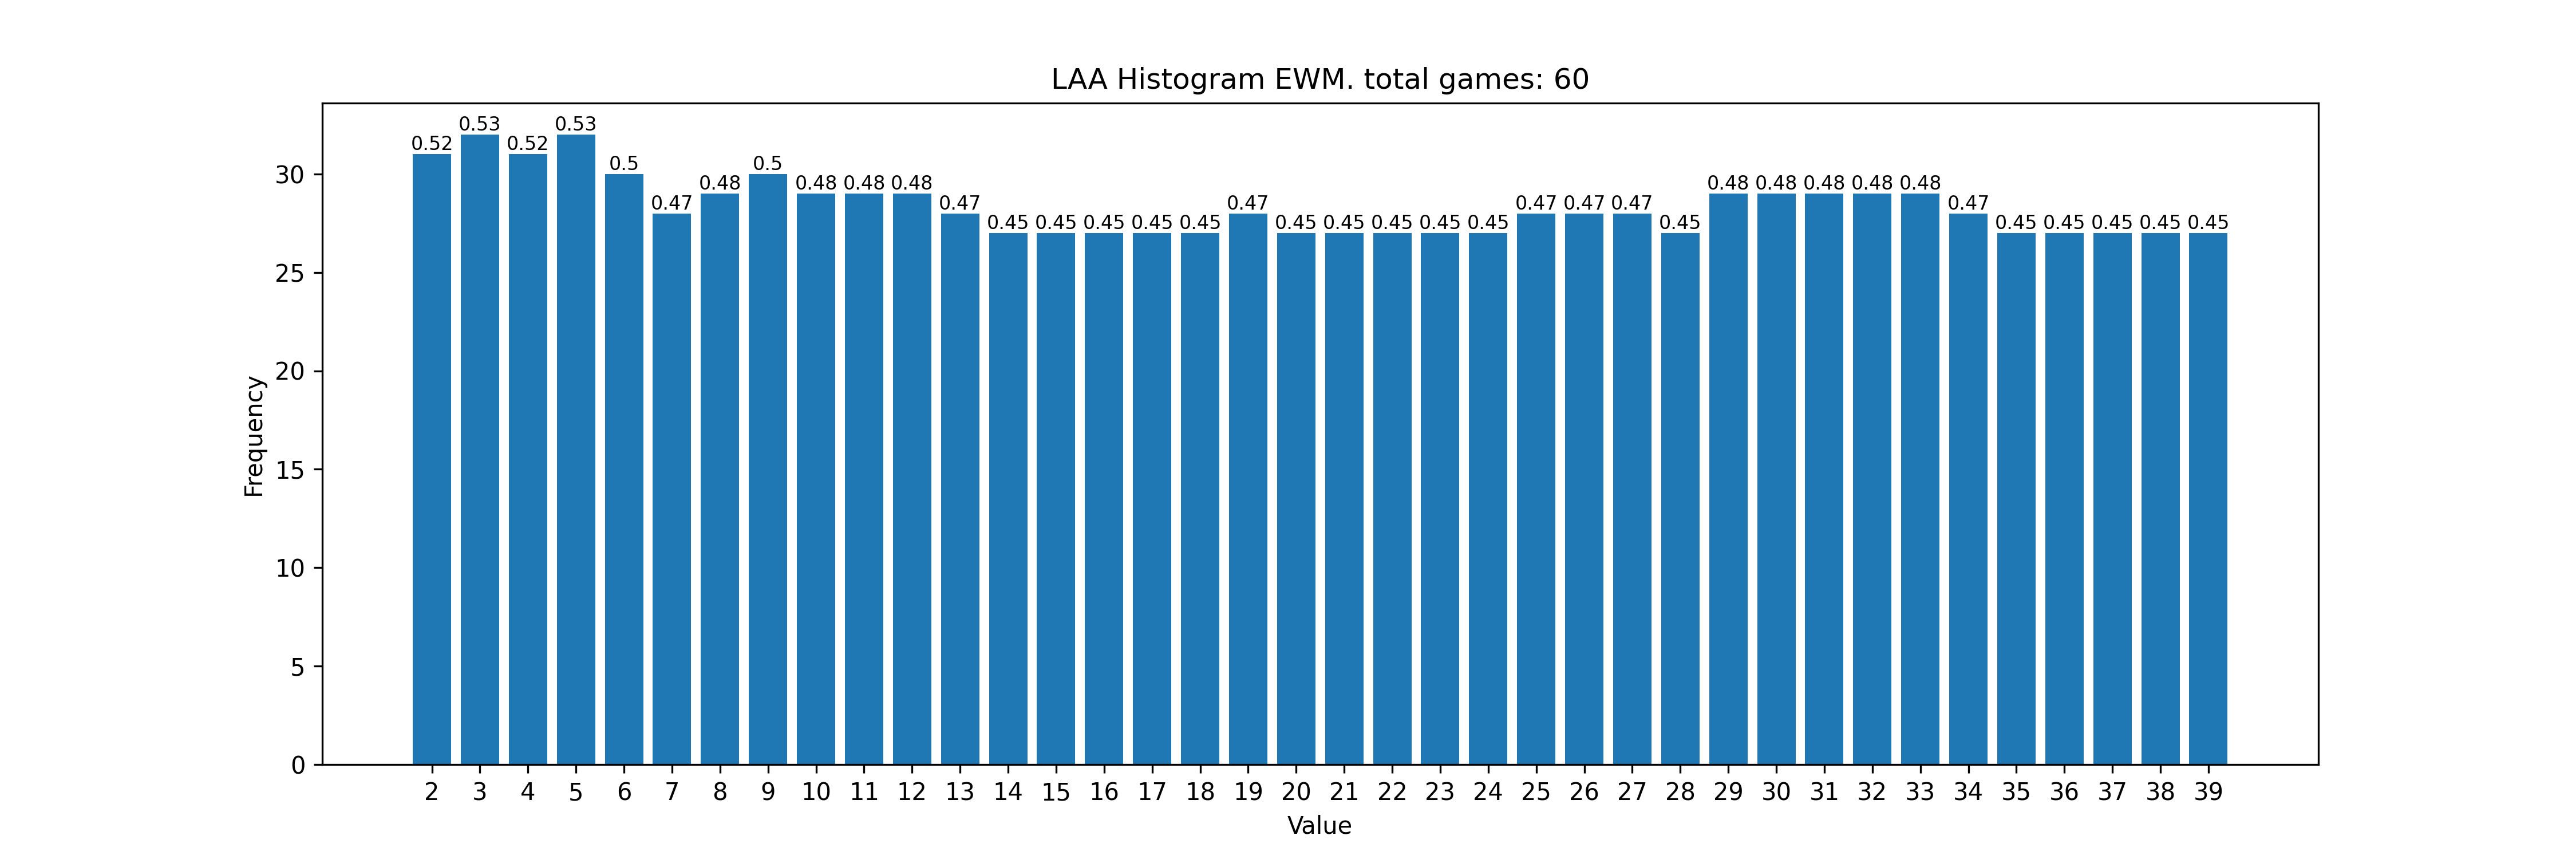 LAA Histogram EWM. total games: 60
0.52 0.53 0.52 0.53 0.5 0.47 0.48 0.5 0.48 0.48 0.48 0.47 0.45 0.45 0.45 0.45 0.45 0.47 0.45 0.45 0.45 0.45 0.45 0.47 0.47 0.47 0.45 0.48 0.48 0.48 0.48 0.48 0.47 0.45 0.45 0.45 0.45 0.45
30
25
20
15
10
5
0
Frequency
2 3 4 5 6 7 8 9 10 11 12 13 14 15 16 17 18 19 20 21 22 23 24 25 26 27 28 29 30 31 32 33 34 35 36 37 38 39
Value